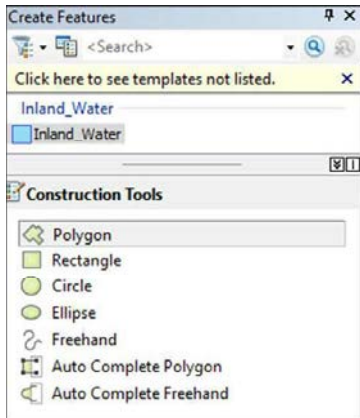 Create Features
<Search>
Click here to see templates not listed.
Inland_Water
Inland_Water
Construction Tools
Polygon
Rectangle
Circle
Ellipse
Freehand
Auto Complete Polygon
Auto Complete Freehand